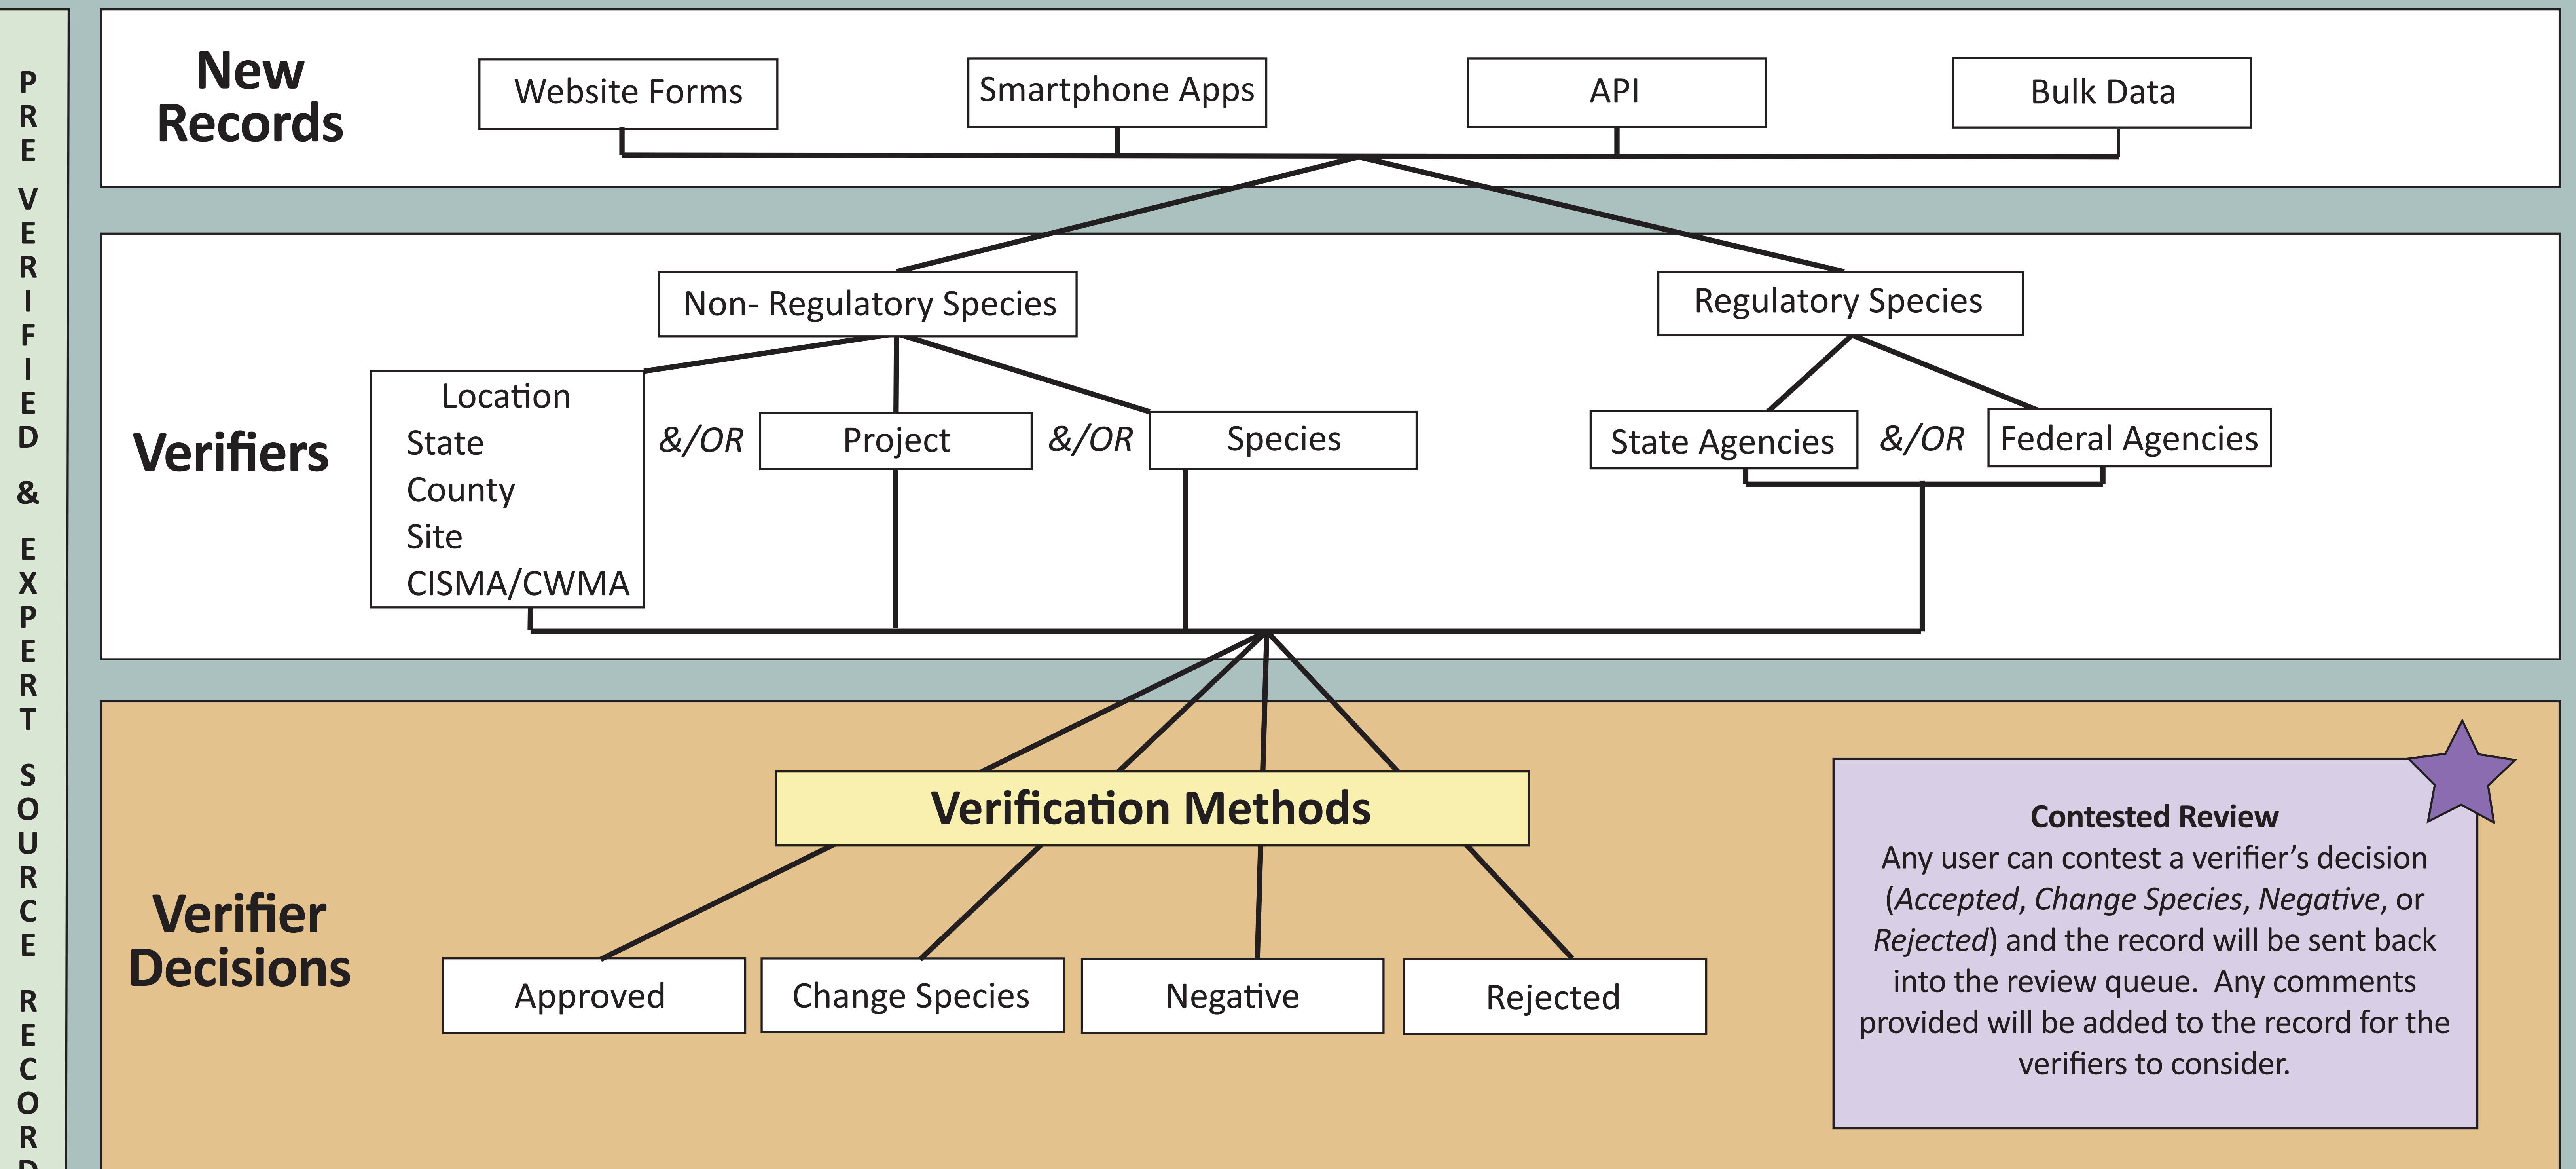 PRE VERIFIED & EXPERT SOURCE RECORD
New
Records
Website Forms
Smartphone Apps
API
Bulk Data
Verifiers
Non- Regulatory Species
Regulatory Species
Location
State
County
Site
CISMA/CWMA
&/OR
Project
&/OR
Species
State Agencies
&/OR
Federal Agencies
Verification Methods
Verifier
Decisions
Approved
Change Species
Negative
Rejected
Contested Review
Any user can contest a verifier’s decision
(Accepted, Change Species, Negative, or
Rejected) and the record will be sent back
into the review queue.  Any comments
provided will be added to the record for the
verifiers to consider.